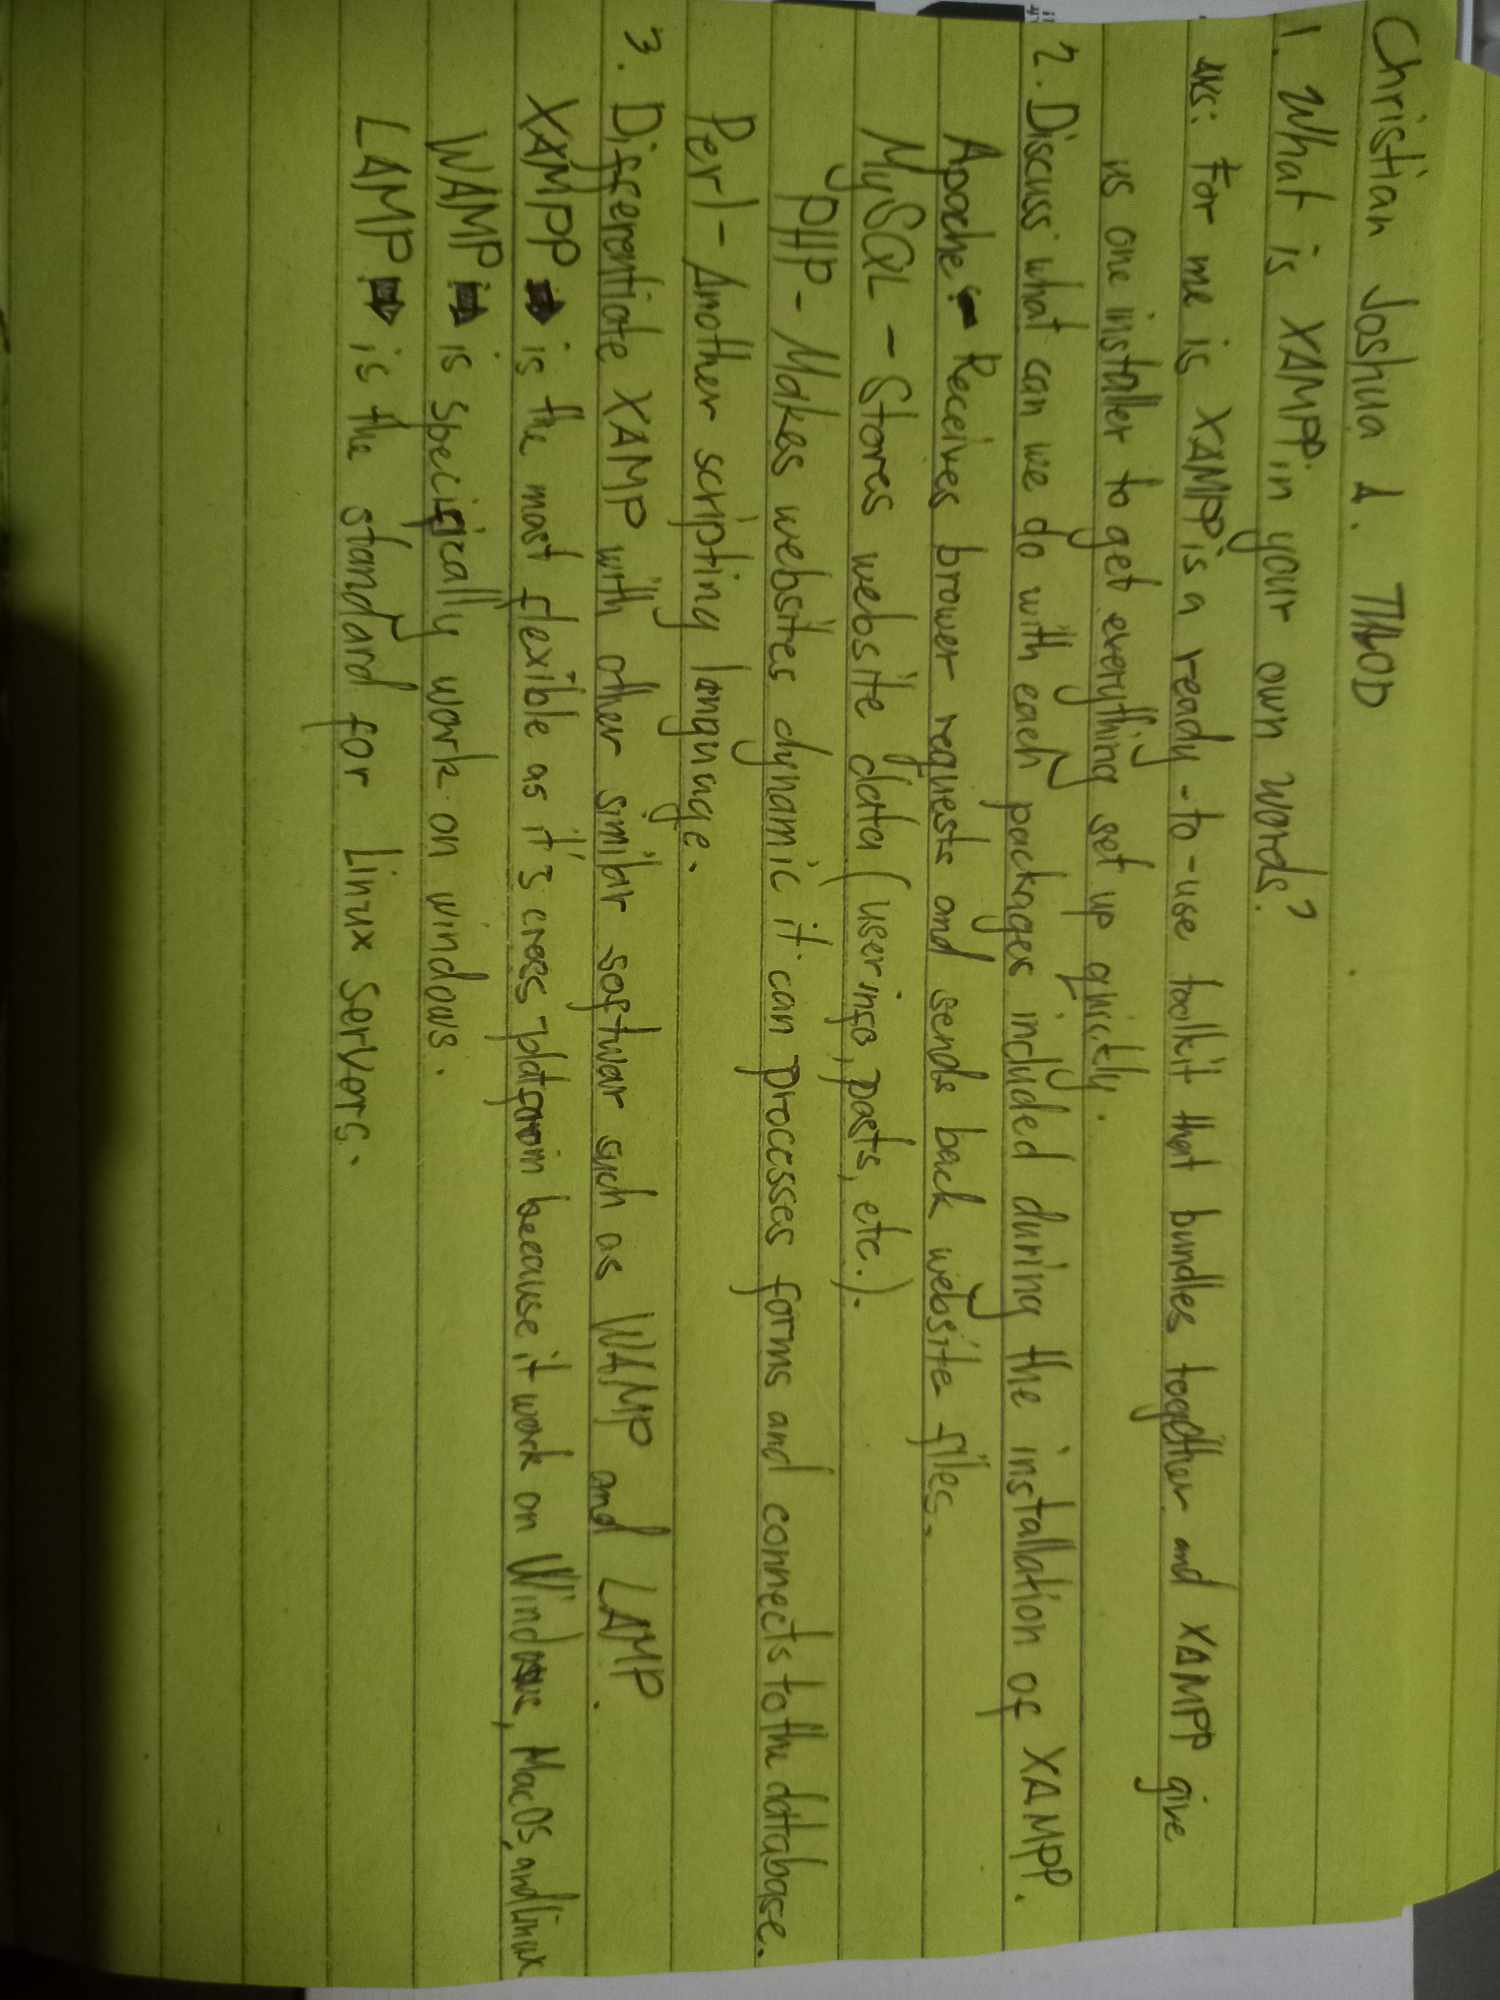 Christian Joshua A.
1. What is XAMPP in your own words?
ans: For me is XAMPP is a ready-to-use toolkit that bundles together and XAMPP give
us one installer to get everything set up quickly.
2. Discuss what can we do with each packages included during the installation of XAMPP.
Apache - Receives brower requests and sends back website files.
MySQL - Stores website data (user info, posts, etc.).
PHP - Makes websites dynamic it can processes forms and connects to the database.
Perl - Another scripting language.
3. Differentiate XAMP with other similar softwar such as WAMP and LAMP.
XAMPP → is the most flexible as it's cross-platform because it work on Windows, MacOS, and Linux
WAMP → is specifically work on windows.
LAMP → is the standard for Linux servers.